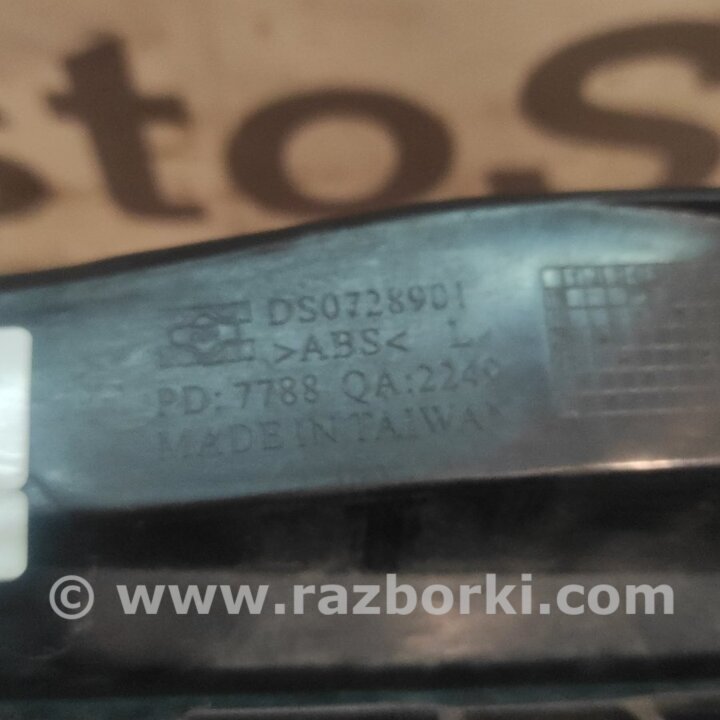 sto.s
DS0728901
>ABS< L
PD: 7788 QA:2240
MADE IN TAIWAN
© www.razborki.com